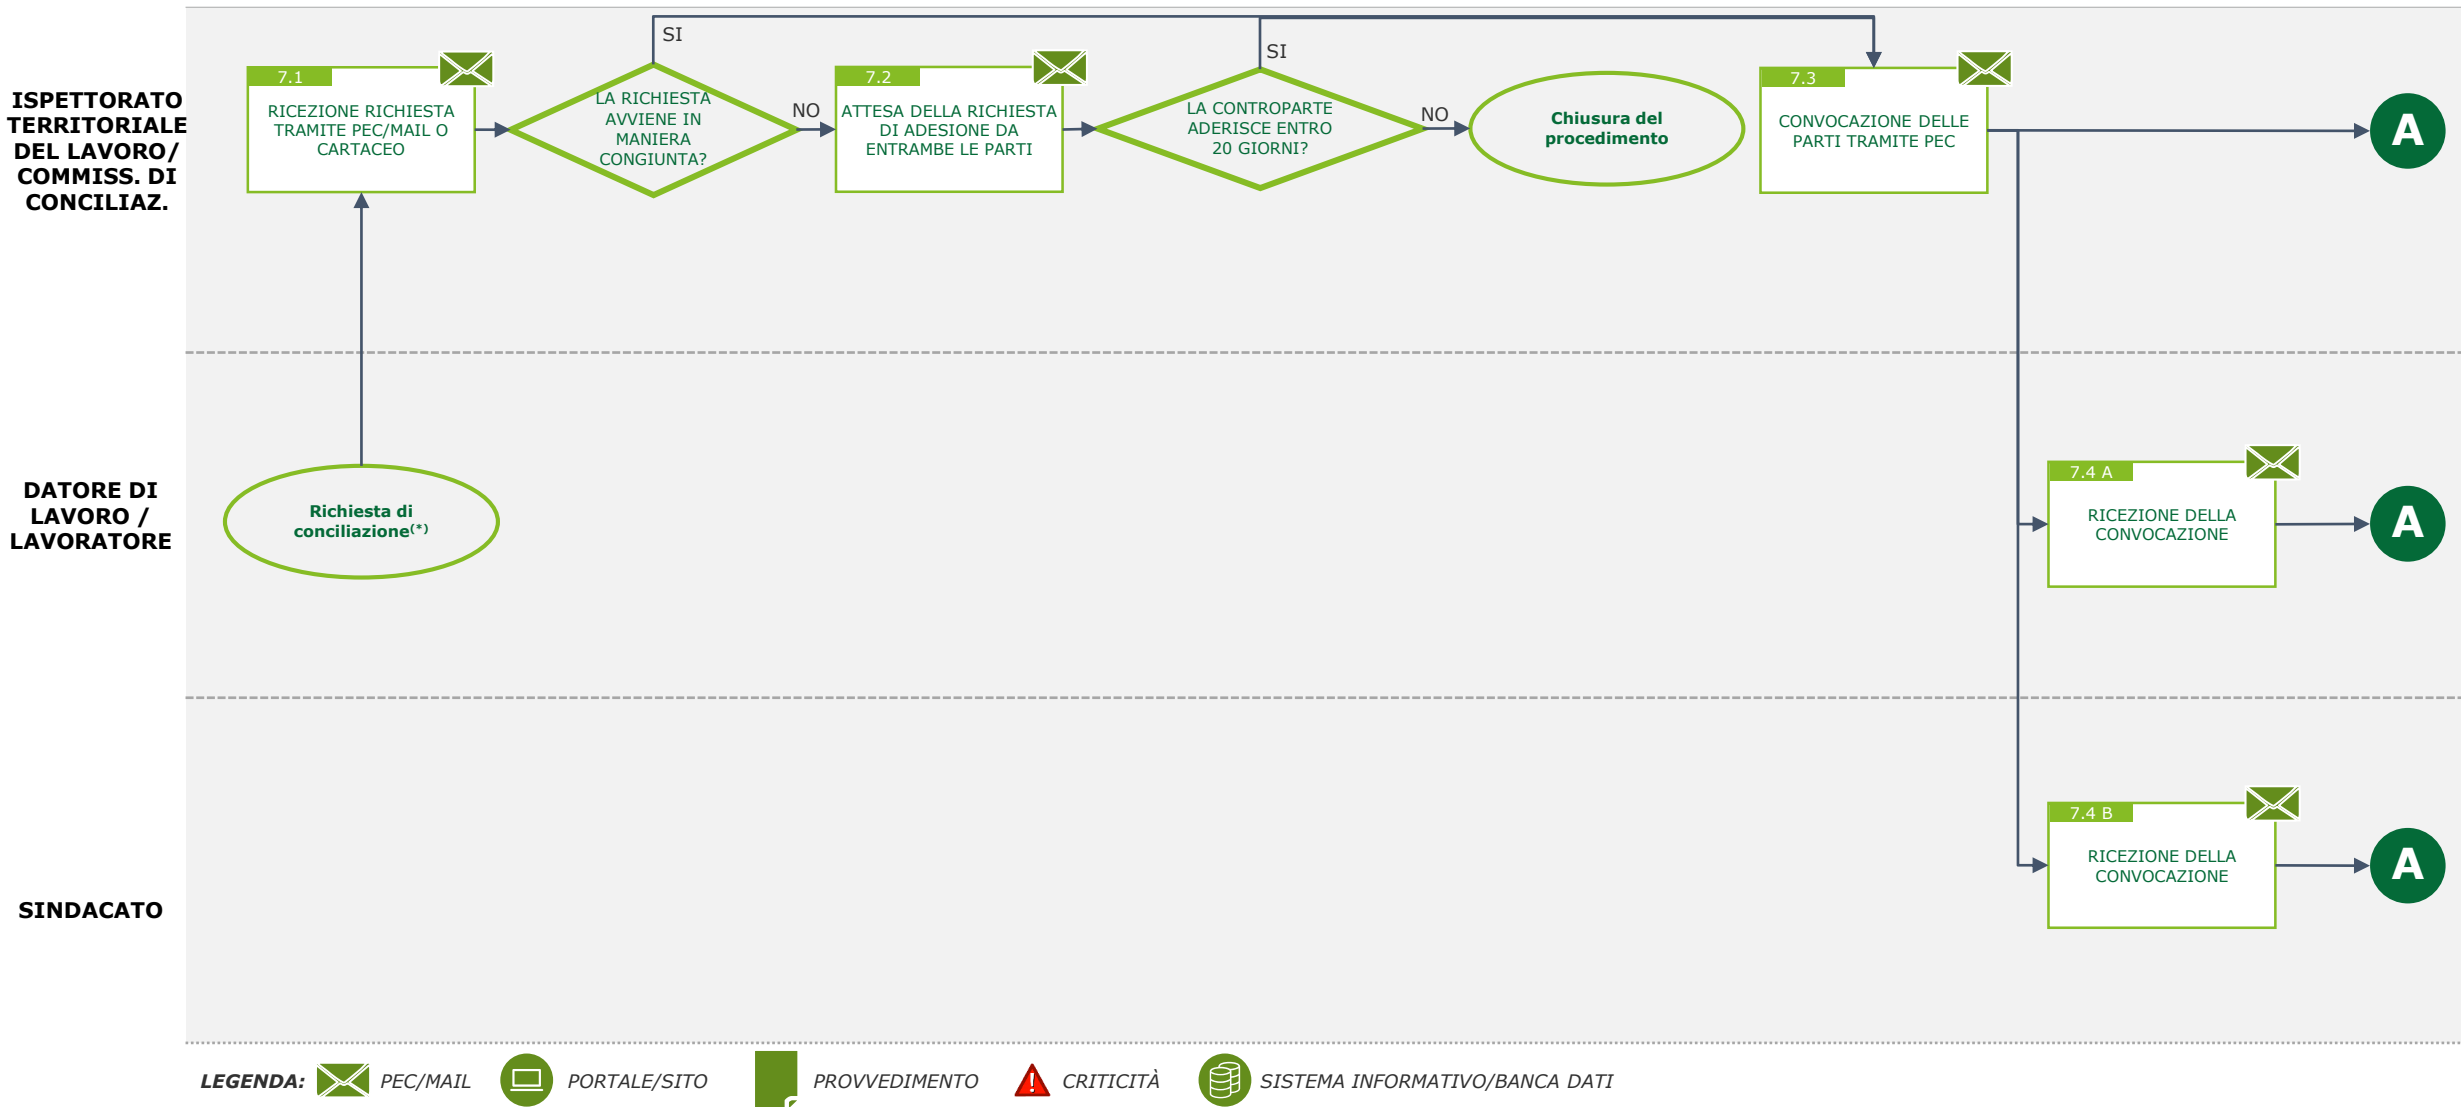 ISPETTORATO
TERRITORIALE
DEL LAVORO/
COMMISS. DI
CONCILIAZ.
7.1
RICEZIONE RICHIESTA
TRAMITE PEC/MAIL O
CARTACEO
SI
LA RICHIESTA
AVVIENE IN
MANIERA
CONGIUNTA?
NO
7.2
ATTESA DELLA RICHIESTA
DI ADESIONE DA
ENTRAMBE LE PARTI
SI
LA CONTROPARTE
ADERISCE ENTRO
20 GIORNI?
NO
Chiusura del
procedimento
7.3
CONVOCAZIONE DELLE
PARTI TRAMITE PEC
A
DATORE DI
LAVORO /
LAVORATORE
Richiesta di
conciliazione(*)
7.4 A
RICEZIONE DELLA
CONVOCAZIONE
A
SINDACATO
7.4 B
RICEZIONE DELLA
CONVOCAZIONE
A
LEGENDA: PEC/MAIL PORTALE/SITO PROVVEDIMENTO CRITICITÀ SISTEMA INFORMATIVO/BANCA DATI